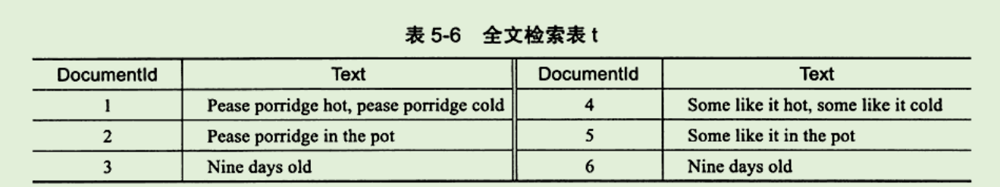 表 5-6 全文检索表 t
DocumentId Text DocumentId Text
1 Pease porridge hot, pease porridge cold 4 Some like it hot, some like it cold
2 Pease porridge in the pot 5 Some like it in the pot
3 Nine days old 6 Nine days old